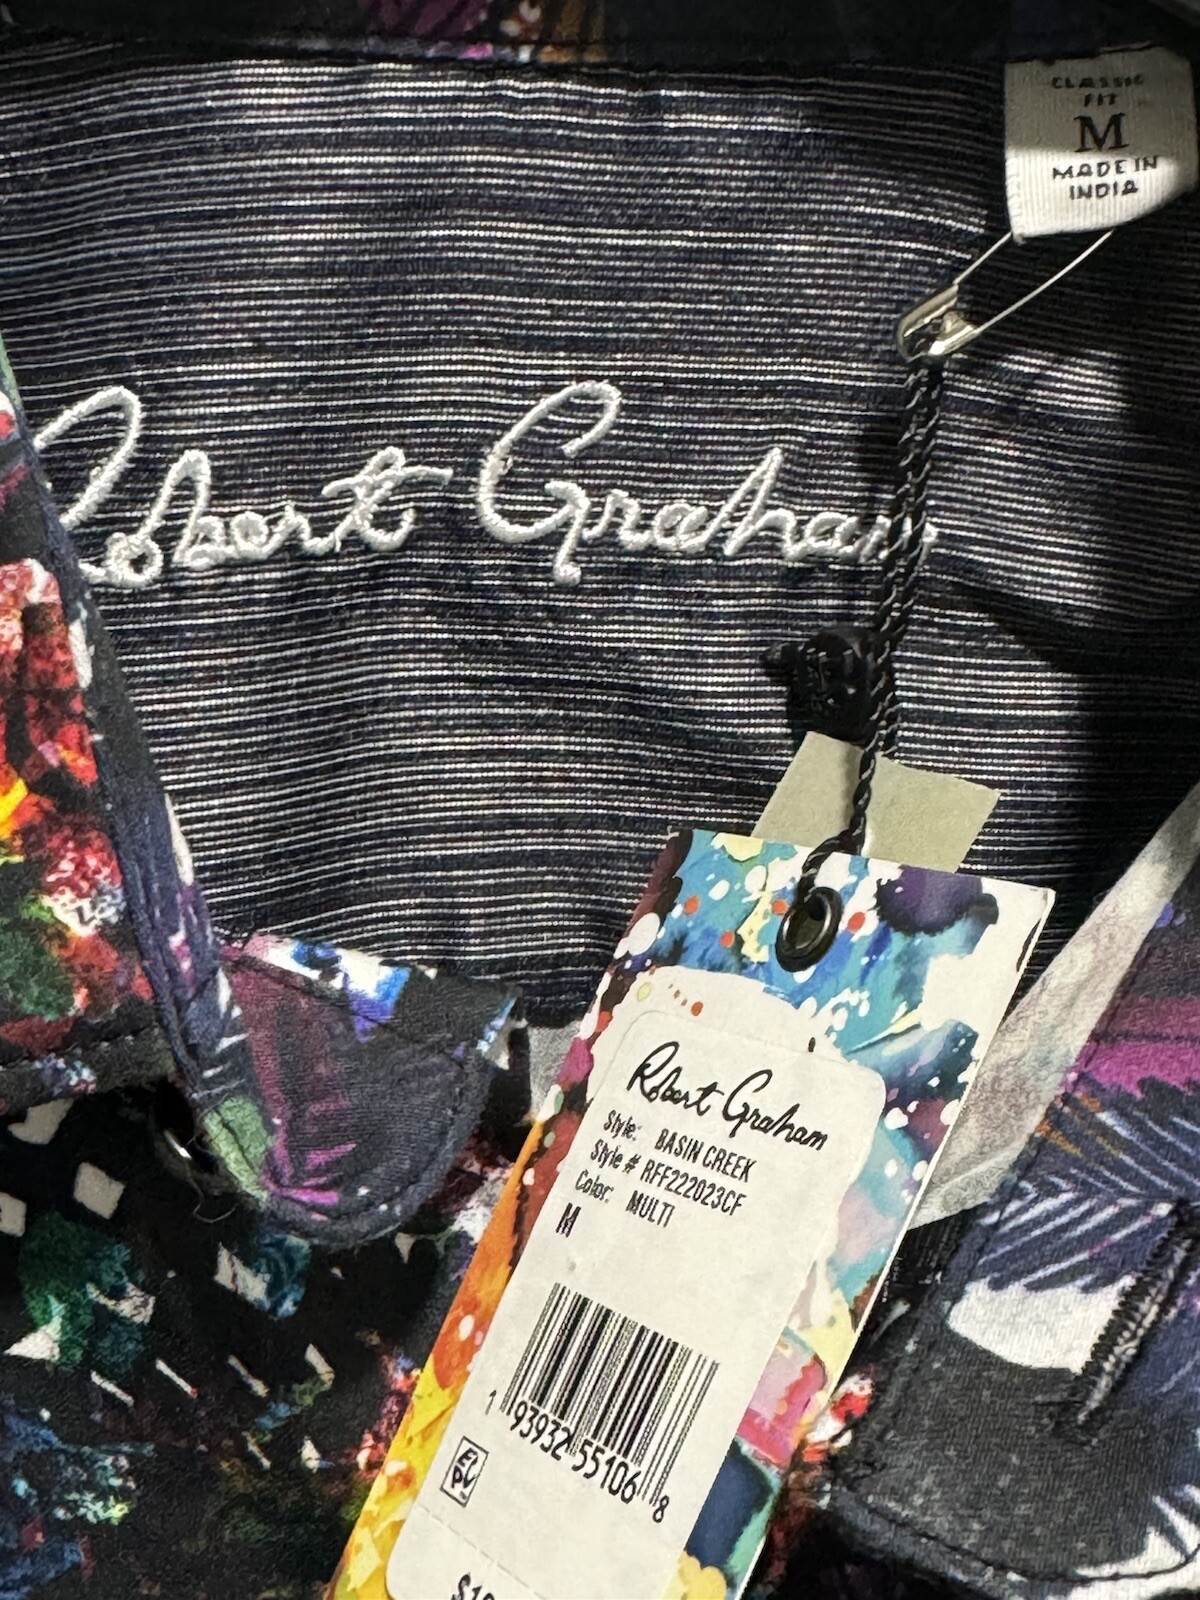 CLASSIC
FIT
M
MADE IN
INDIA
Robert Graham
Robert Graham
Style: BASIN CREEK
Style # RFF222023CF
Color: MULTI
M
1 93932 55106 8